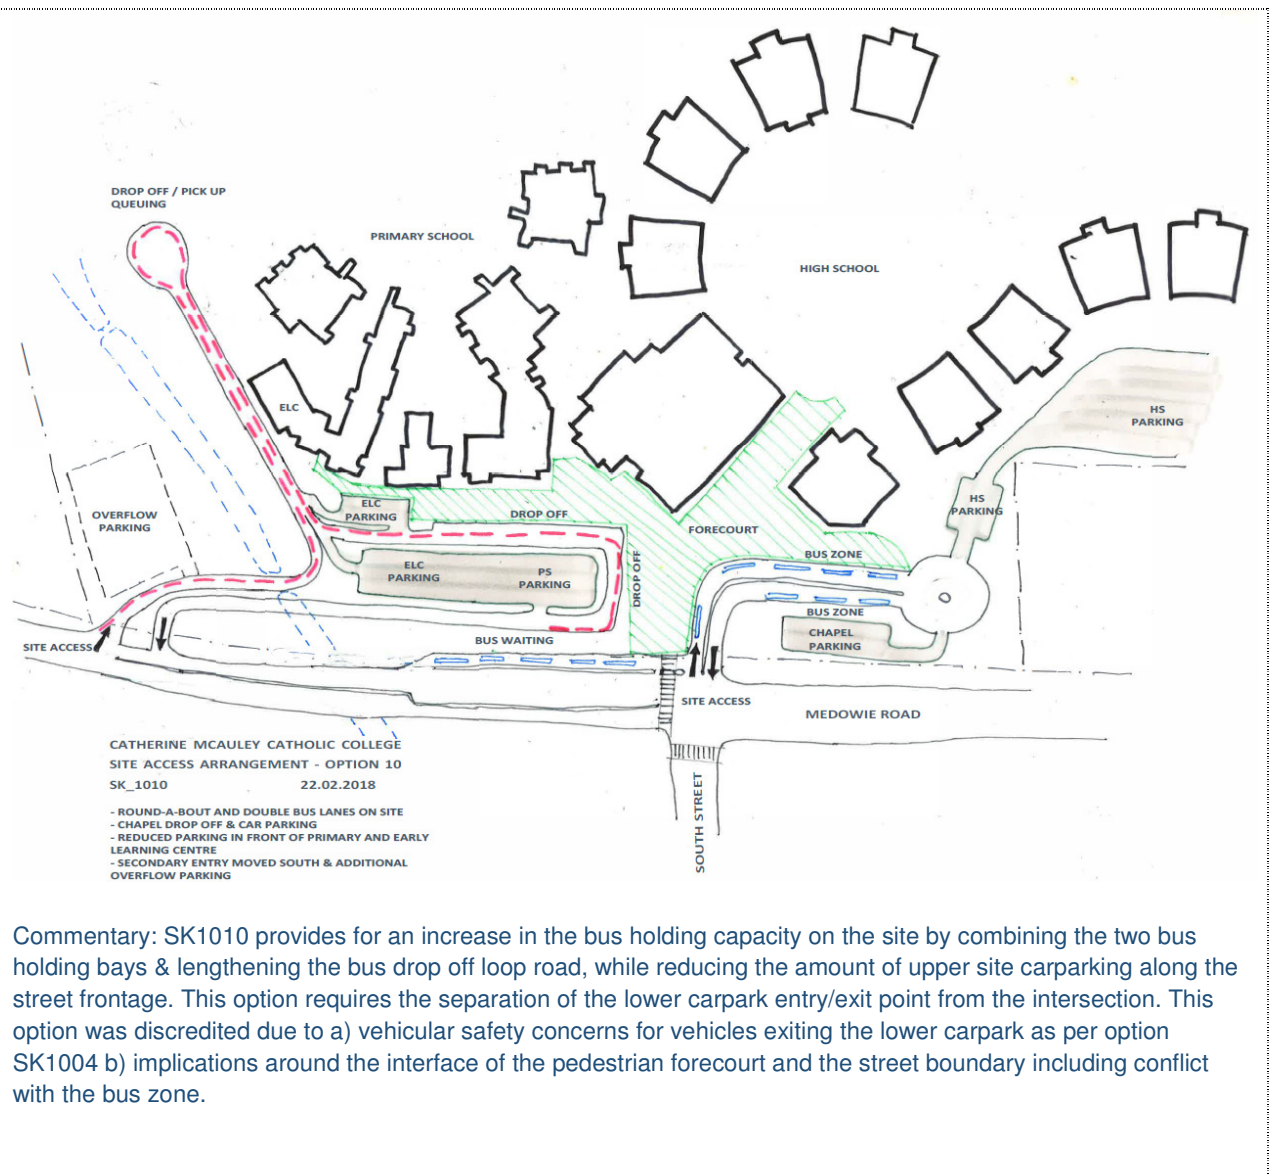 DROP OFF / PICK UP
QUEUING
PRIMARY SCHOOL
HIGH SCHOOL
ELC
HS
PARKING
OVERFLOW
PARKING
ELC
PARKING
DROP OFF
FORECOURT
HS
PARKING
BUS ZONE
ELC
PARKING
PS
PARKING
DROP OFF
BUS ZONE
CHAPEL
PARKING
SITE ACCESS
BUS WAITING
SITE ACCESS
MEDOWIE ROAD
SOUTH STREET
CATHERINE MCAULEY CATHOLIC COLLEGE
SITE ACCESS ARRANGEMENT - OPTION 10
SK_1010 22.02.2018
- ROUND-A-BOUT AND DOUBLE BUS LANES ON SITE
- CHAPEL DROP OFF & CAR PARKING
- REDUCED PARKING IN FRONT OF PRIMARY AND EARLY
LEARNING CENTRE
- SECONDARY ENTRY MOVED SOUTH & ADDITIONAL
OVERFLOW PARKING
Commentary: SK1010 provides for an increase in the bus holding capacity on the site by combining the two bus
holding bays & lengthening the bus drop off loop road, while reducing the amount of upper site carparking along the
street frontage. This option requires the separation of the lower carpark entry/exit point from the intersection. This
option was discredited due to a) vehicular safety concerns for vehicles exiting the lower carpark as per option
SK1004 b) implications around the interface of the pedestrian forecourt and the street boundary including conflict
with the bus zone.